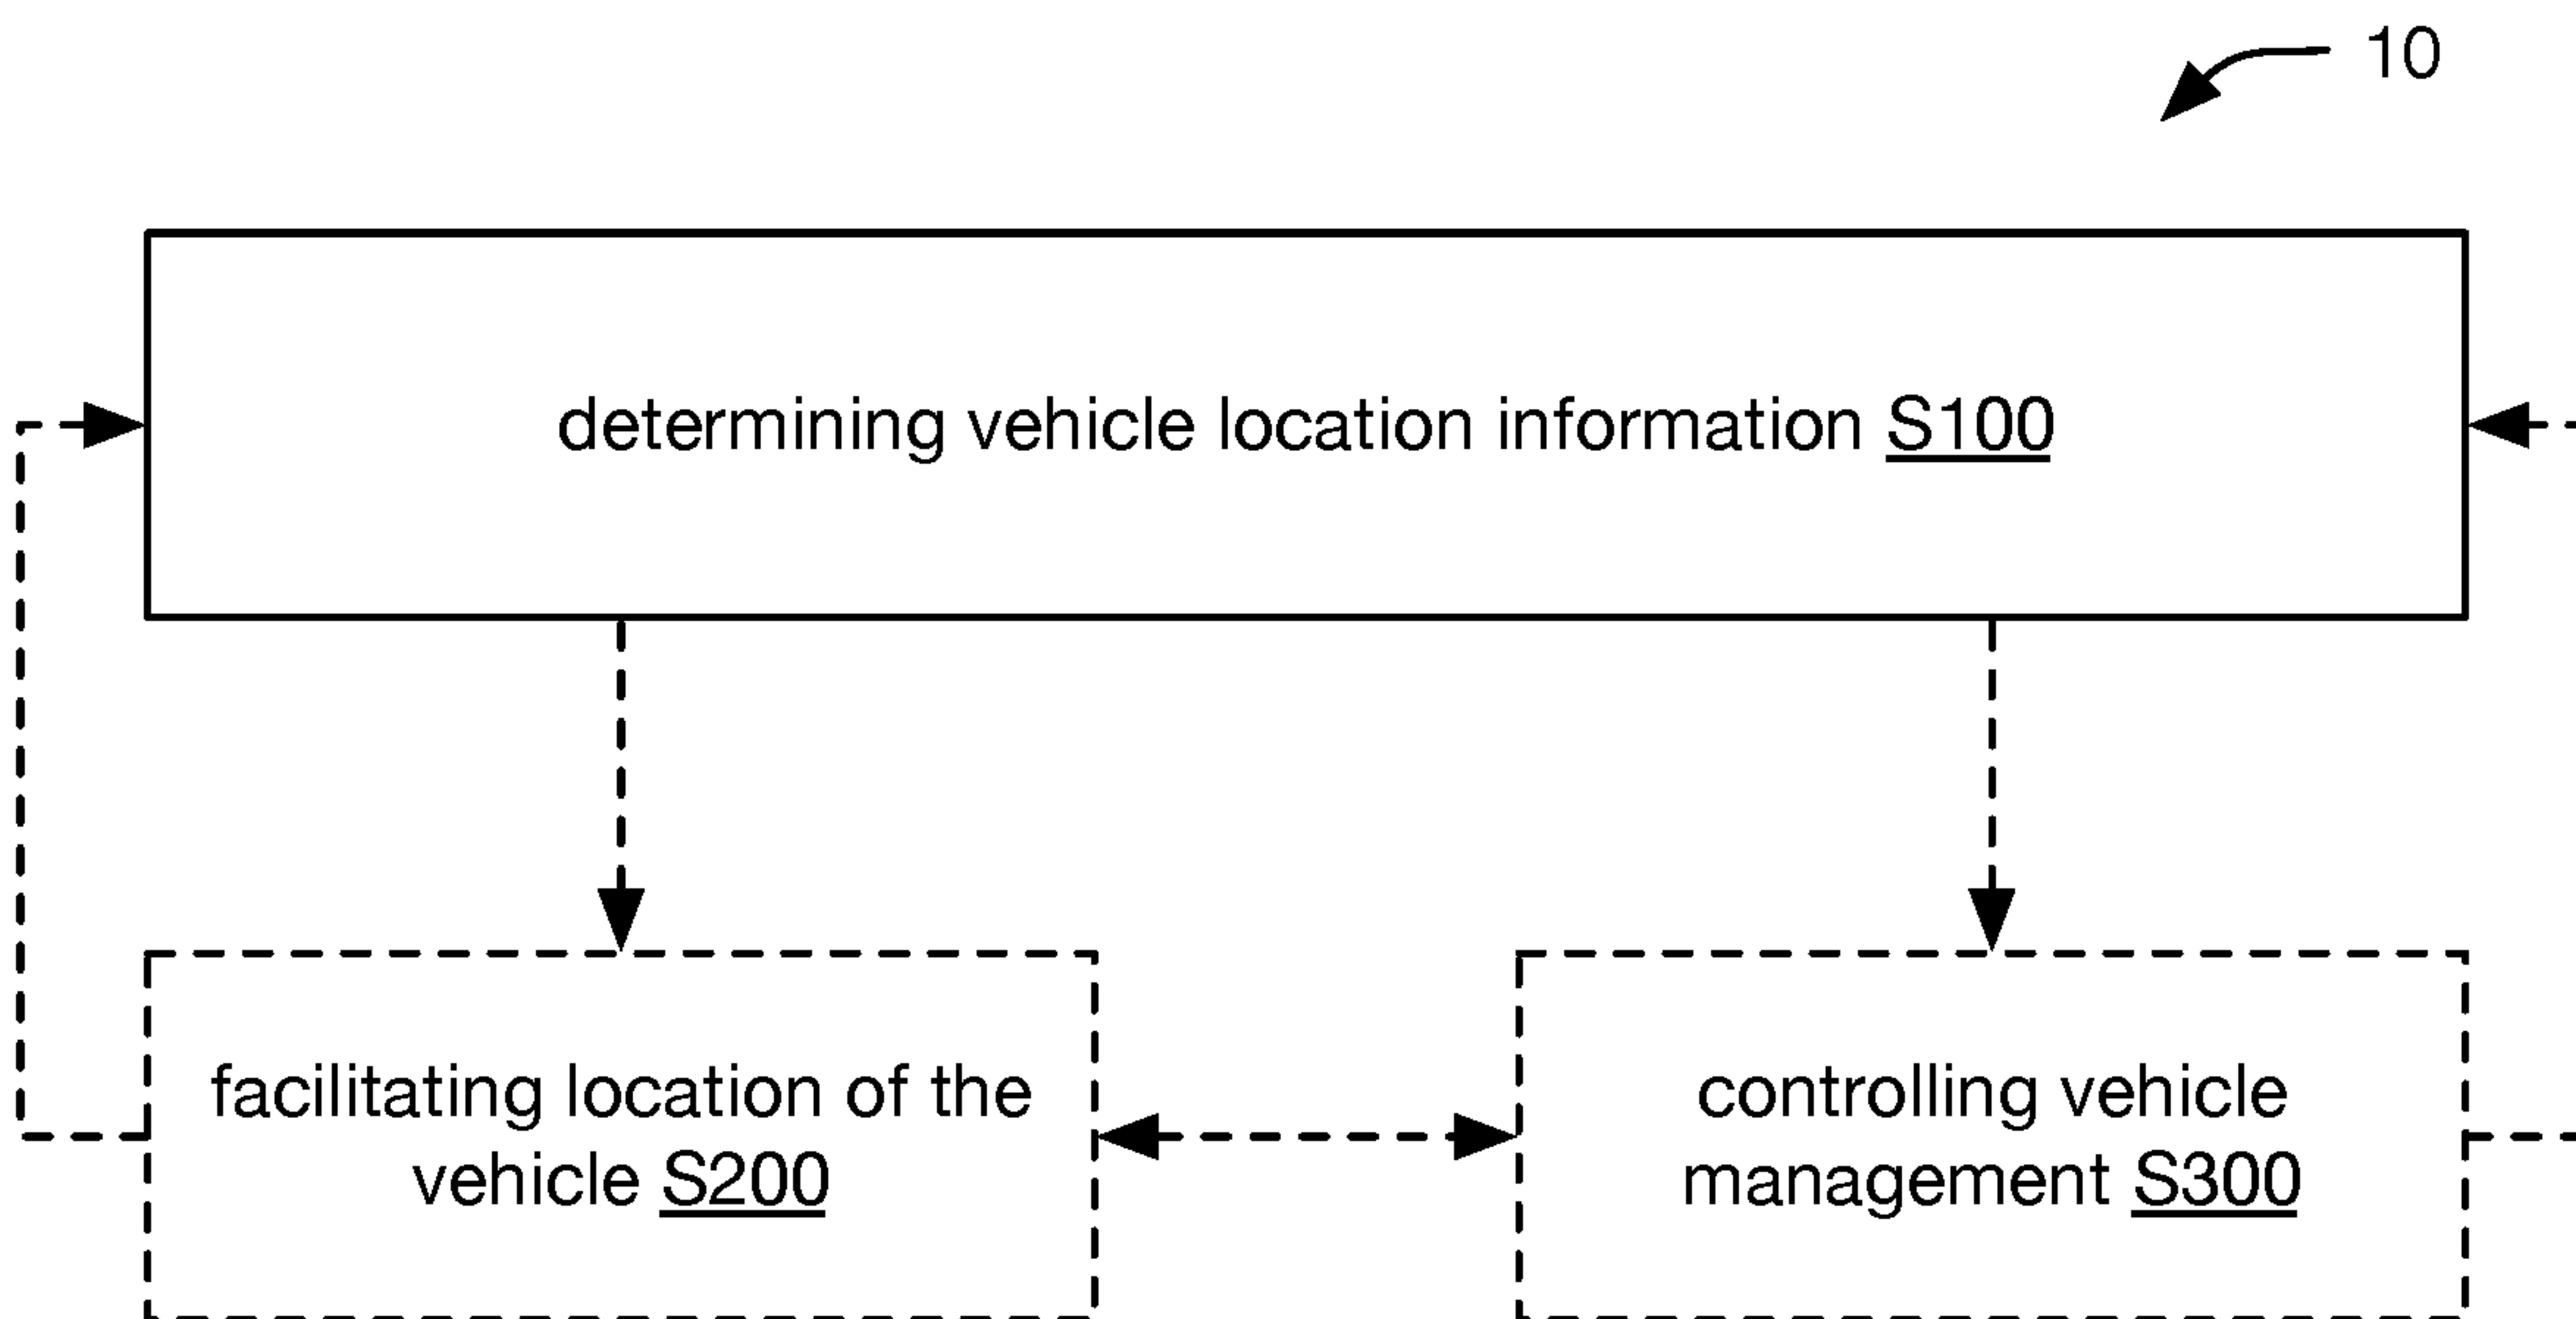 10
determining vehicle location information S100
facilitating location of the
vehicle S200
controlling vehicle
management S300